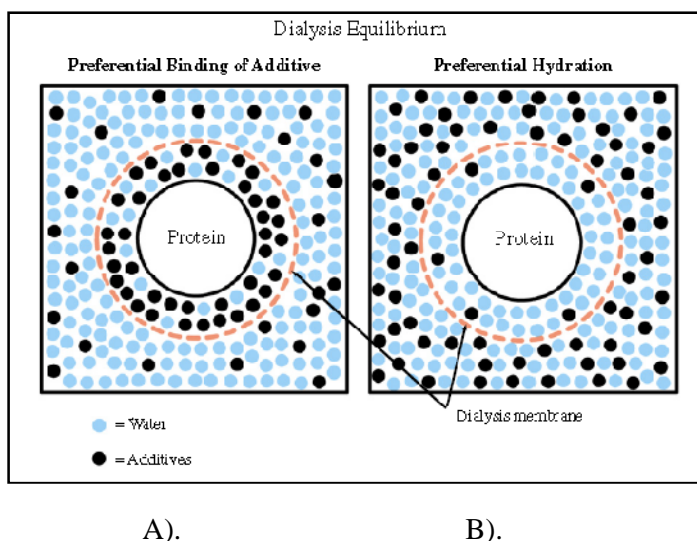 Dialysis Equilibrium
Preferential Binding of Additive
Preferential Hydration
Protein
Protein
Dialysis membrane
= Water
= Additives
A).
B).